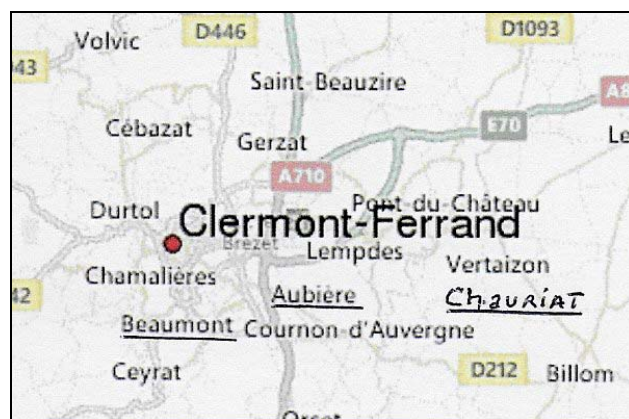 D446
D1093
Volvic
43
Saint-Beauzire
A8
Cébazat
Gerzat
E70
Le
A710
Durtol
Pont-du-Château
Clermont-Ferrand
Brezet
Lempdes
Chamalières
Vertaizon
42
Aubière
CHAURIAT
Beaumont
Cournon-d'Auvergne
Ceyrat
D212
Billom
Orcet